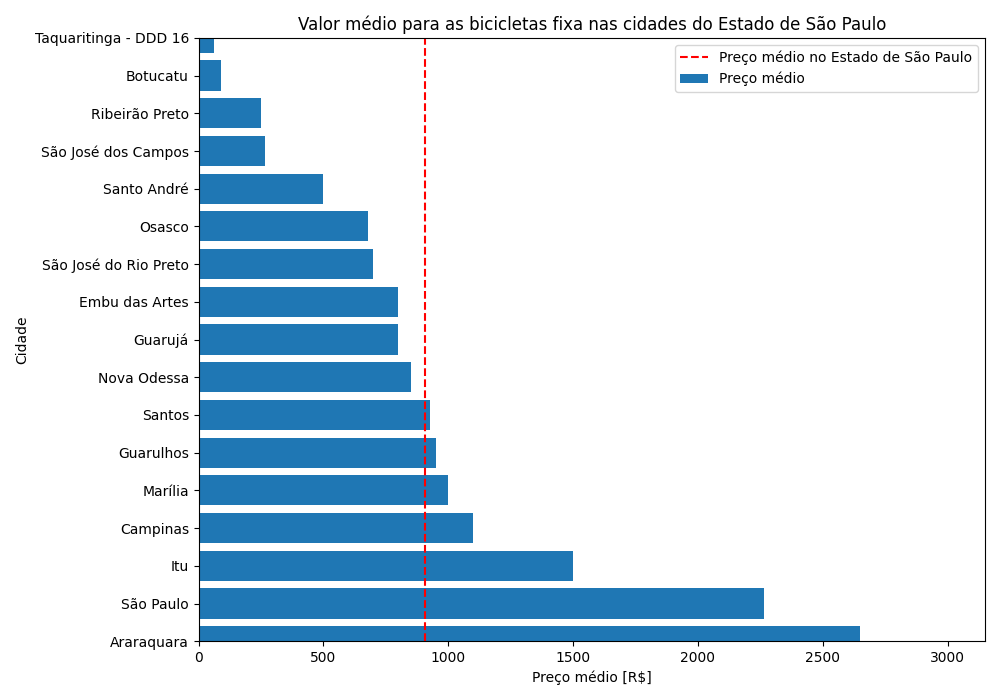 Valor médio para as bicicletas fixa nas cidades do Estado de São Paulo
Preço médio no Estado de São Paulo
Preço médio
Taquaritinga - DDD 16
Botucatu
Ribeirão Preto
São José dos Campos
Santo André
Osasco
São José do Rio Preto
Embu das Artes
Guarujá
Nova Odessa
Santos
Guarulhos
Marília
Campinas
Itu
São Paulo
Araraquara
Cidade
0 500 1000 1500 2000 2500 3000
Preço médio [R$]